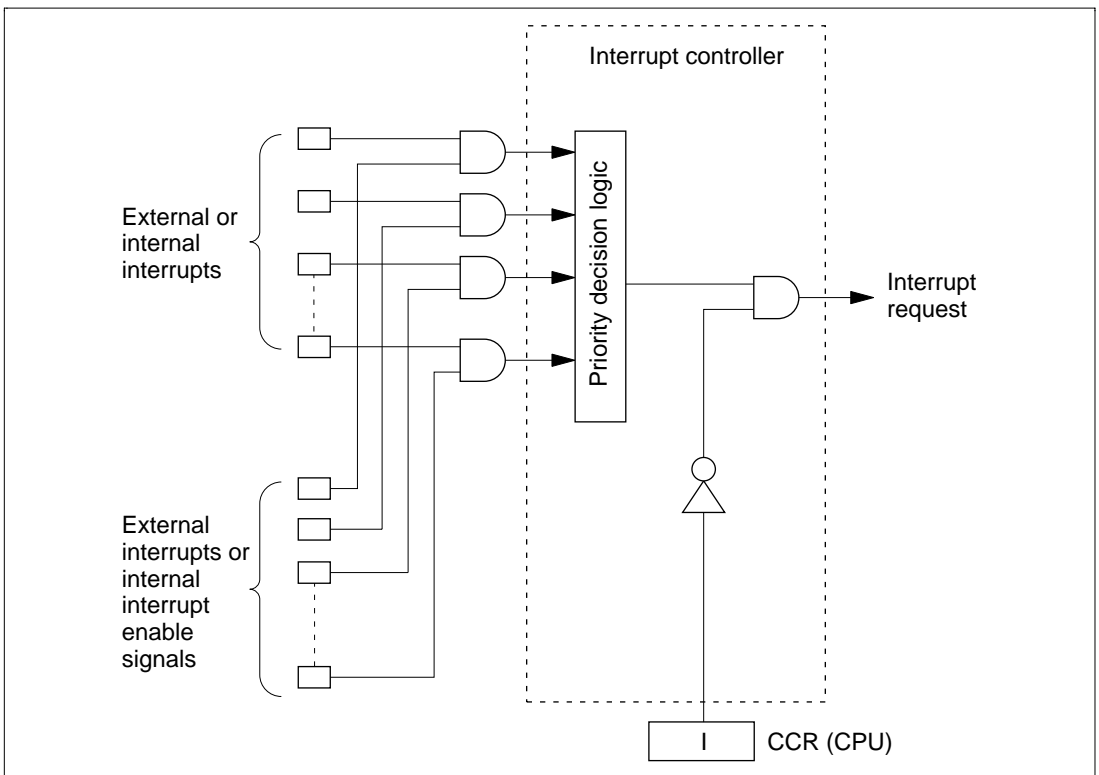 Interrupt controller
External or
internal
interrupts
Priority decision logic
Interrupt
request
External
interrupts or
internal
interrupt
enable
signals
I
CCR (CPU)